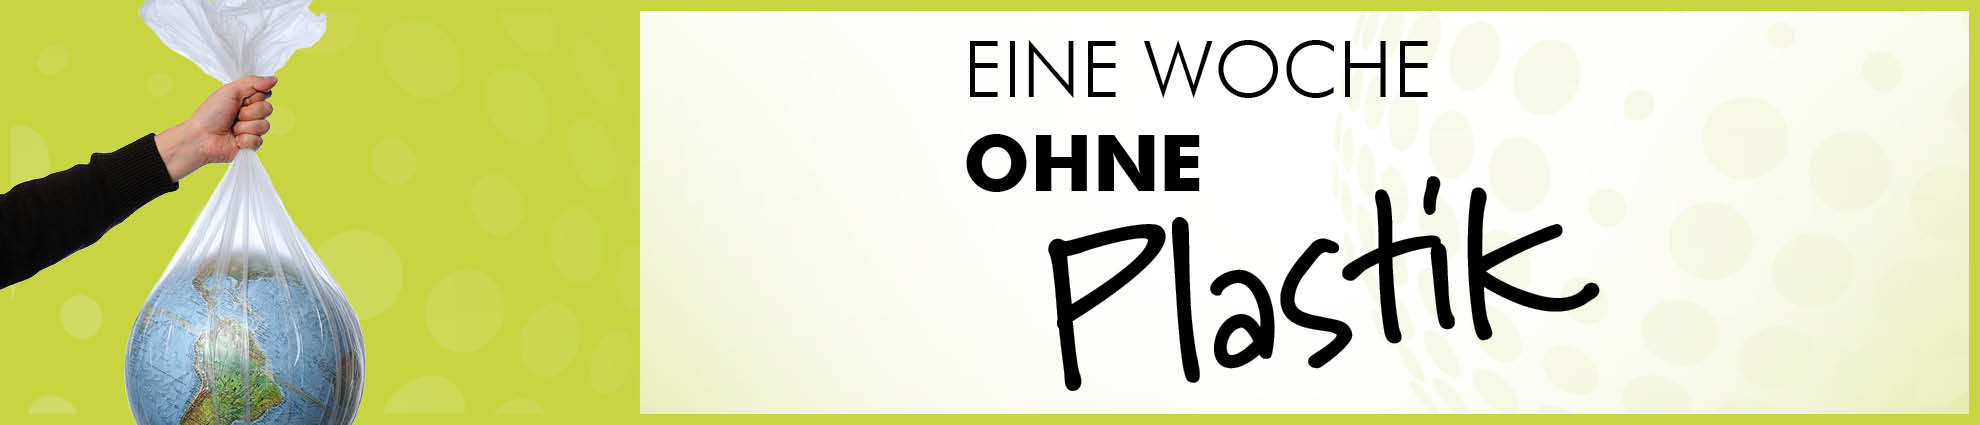 EINE WOCHE
OHNE
Plastik